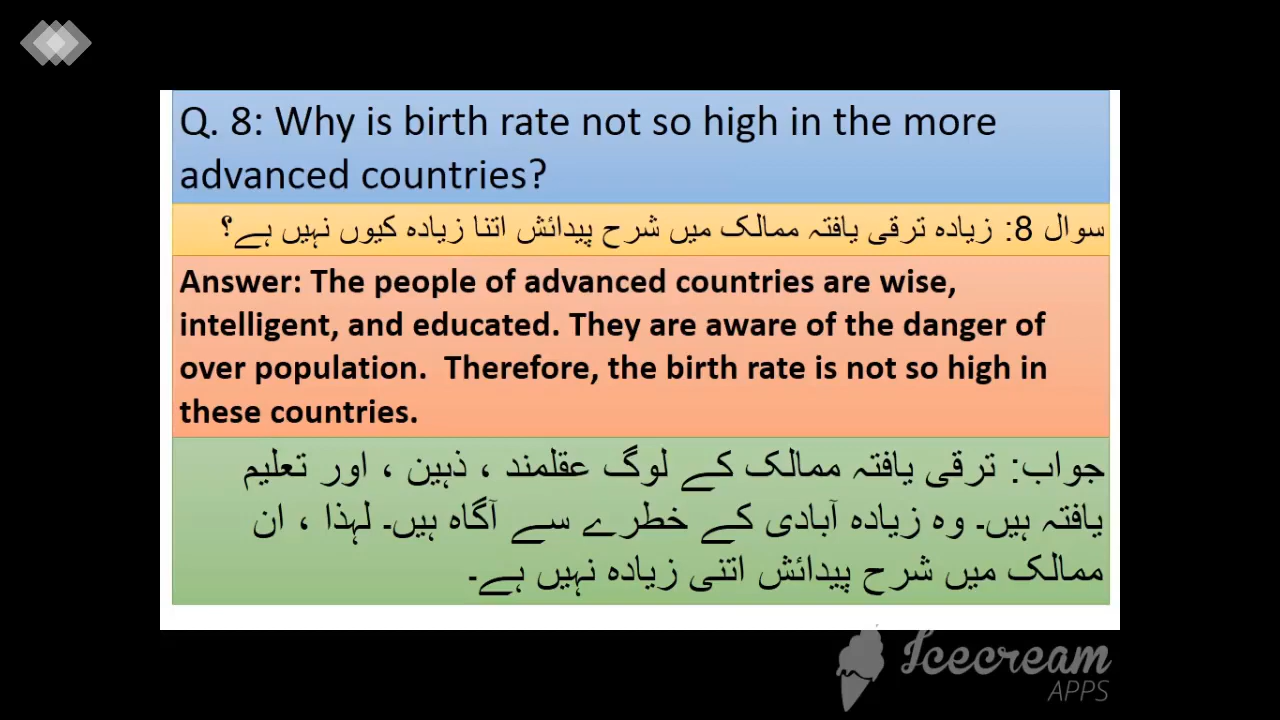 Q. 8: Why is birth rate not so high in the more
advanced countries?
سوال 8: زیادہ ترقی یافتہ ممالک میں شرح پیدائش اتنا زیادہ کیوں نہیں ہے؟
Answer: The people of advanced countries are wise,
intelligent, and educated. They are aware of the danger of
over population.  Therefore, the birth rate is not so high in
these countries.
جواب: ترقی یافتہ ممالک کے لوگ عقلمند ، ذہین ، اور تعلیم
یافتہ ہیں۔ وہ زیادہ آبادی کے خطرے سے آگاہ ہیں۔ لہذا ، ان
ممالک میں شرح پیدائش اتنی زیادہ نہیں ہے۔
Icecream
APPS